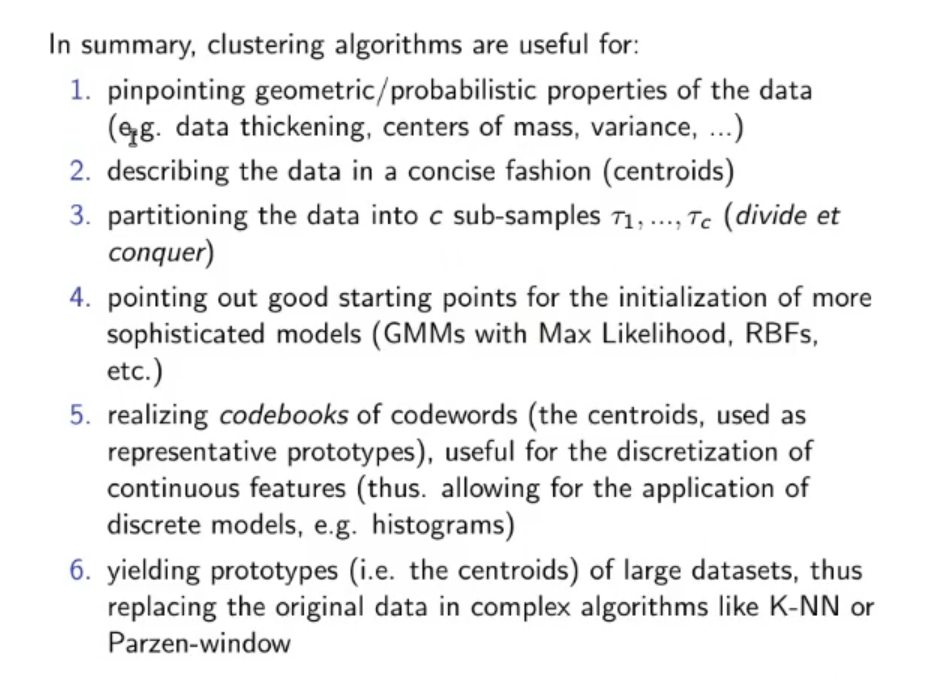 In summary, clustering algorithms are useful for:
1. pinpointing geometric/probabilistic properties of the data
(e.g. data thickening, centers of mass, variance, ...)
2. describing the data in a concise fashion (centroids)
3. partitioning the data into c sub-samples τ₁, ..., τ_c (divide et
conquer)
4. pointing out good starting points for the initialization of more
sophisticated models (GMMs with Max Likelihood, RBFs,
etc.)
5. realizing codebooks of codewords (the centroids, used as
representative prototypes), useful for the discretization of
continuous features (thus. allowing for the application of
discrete models, e.g. histograms)
6. yielding prototypes (i.e. the centroids) of large datasets, thus
replacing the original data in complex algorithms like K-NN or
Parzen-window